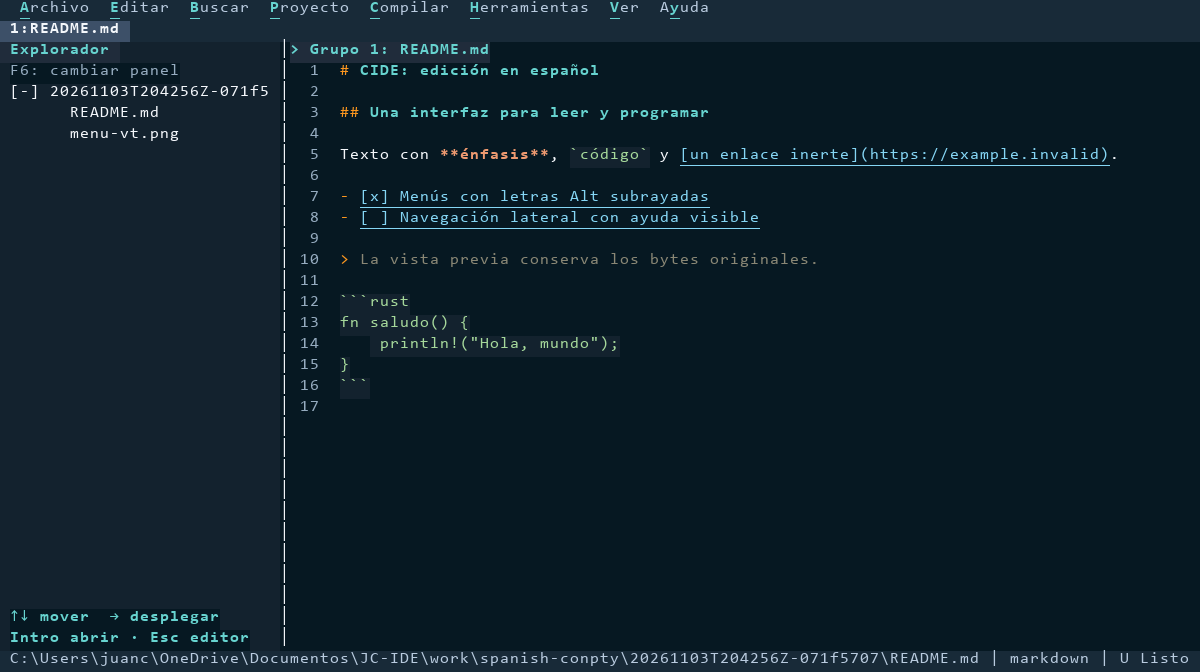 Archivo Editar Buscar Proyecto Compilar Herramientas Ver Ayuda
1:README.md
Explorador
F6: cambiar panel
[-] 20261103T204256Z-071f5
README.md
menu-vt.png
> Grupo 1: README.md
1 # CIDE: edición en español
2
3 ## Una interfaz para leer y programar
4
5 Texto con **énfasis**, `código` y [un enlace inerte](https://example.invalid).
6
7 - [x] Menús con letras Alt subrayadas
8 - [ ] Navegación lateral con ayuda visible
9
10 > La vista previa conserva los bytes originales.
11
12 ```rust
13 fn saludo() {
14     println!("Hola, mundo");
15 }
16 ```
17
↑↓ mover → desplegar
Intro abrir · Esc editor
C:\Users\juanc\OneDrive\Documentos\JC-IDE\work\spanish-conpty\20261103T204256Z-071f5707\README.md | markdown | U Listo